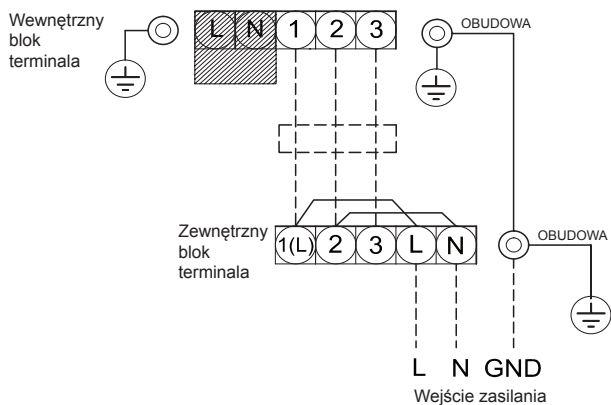 Wewnętrzny
blok
terminala
L N 1 2 3
OBUDOWA
Zewnętrzny
blok
terminala
1(L) 2 3 L N
OBUDOWA
L N GND
Wejście zasilania